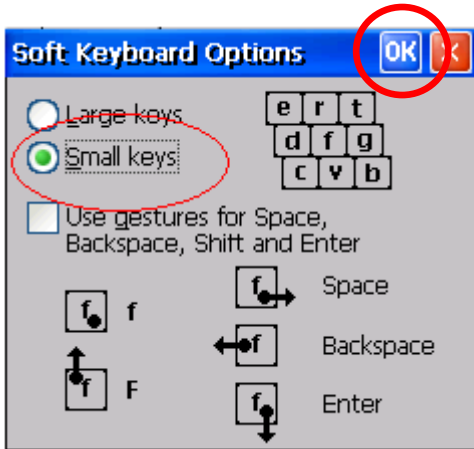 Soft Keyboard Options OK
Large keys
Small keys
e r t
d f g
c v b
Use gestures for Space,
Backspace, Shift and Enter
f f
f F
f Space
f Backspace
f Enter